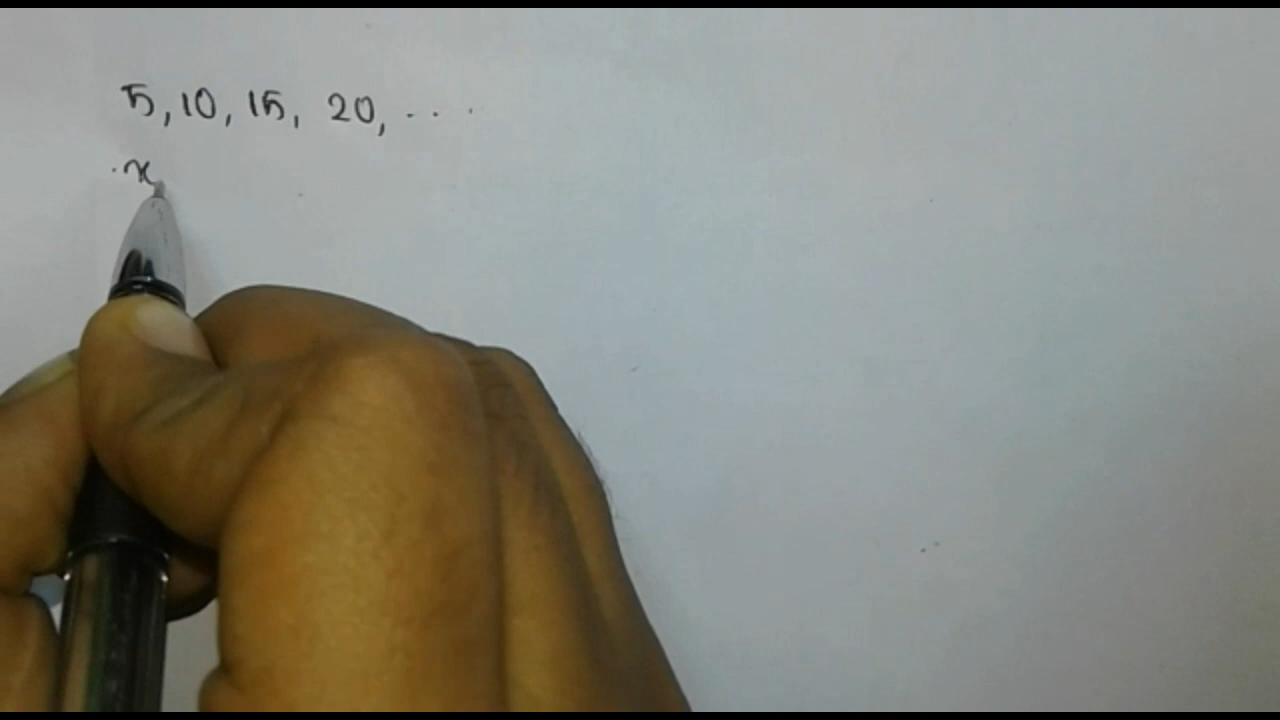 5, 10, 15, 20, ....
x